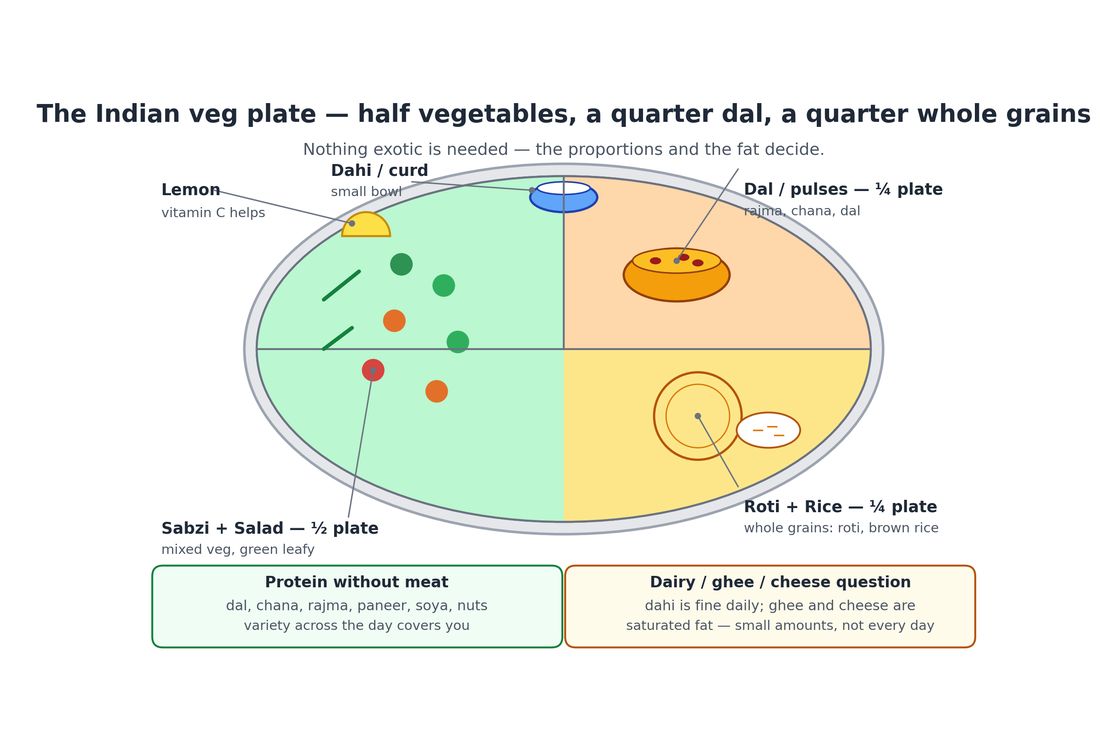 The Indian veg plate — half vegetables, a quarter dal, a quarter whole grains
Nothing exotic is needed — the proportions and the fat decide.
Dahi / curd
small bowl
Lemon
vitamin C helps
Dal / pulses — ¼ plate
rajma, chana, dal
Roti + Rice — ¼ plate
whole grains: roti, brown rice
Sabzi + Salad — ½ plate
mixed veg, green leafy
Protein without meat
dal, chana, rajma, paneer, soya, nuts
variety across the day covers you
Dairy / ghee / cheese question
dahi is fine daily; ghee and cheese are
saturated fat — small amounts, not every day